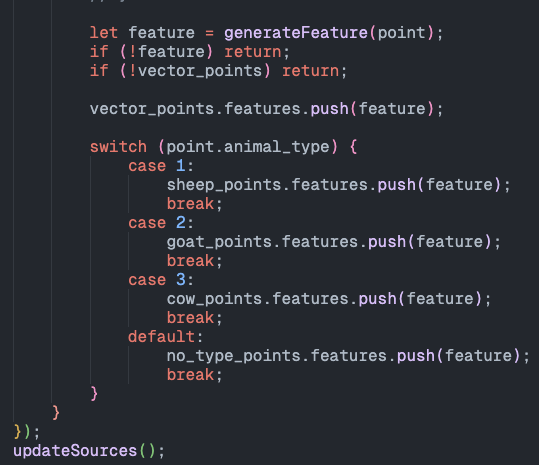 let feature = generateFeature(point);
if (!feature) return;
if (!vector_points) return;
vector_points.features.push(feature);
switch (point.animal_type) {
case 1:
sheep_points.features.push(feature);
break;
case 2:
goat_points.features.push(feature);
break;
case 3:
cow_points.features.push(feature);
break;
default:
no_type_points.features.push(feature);
break;
}
}
});
updateSources();